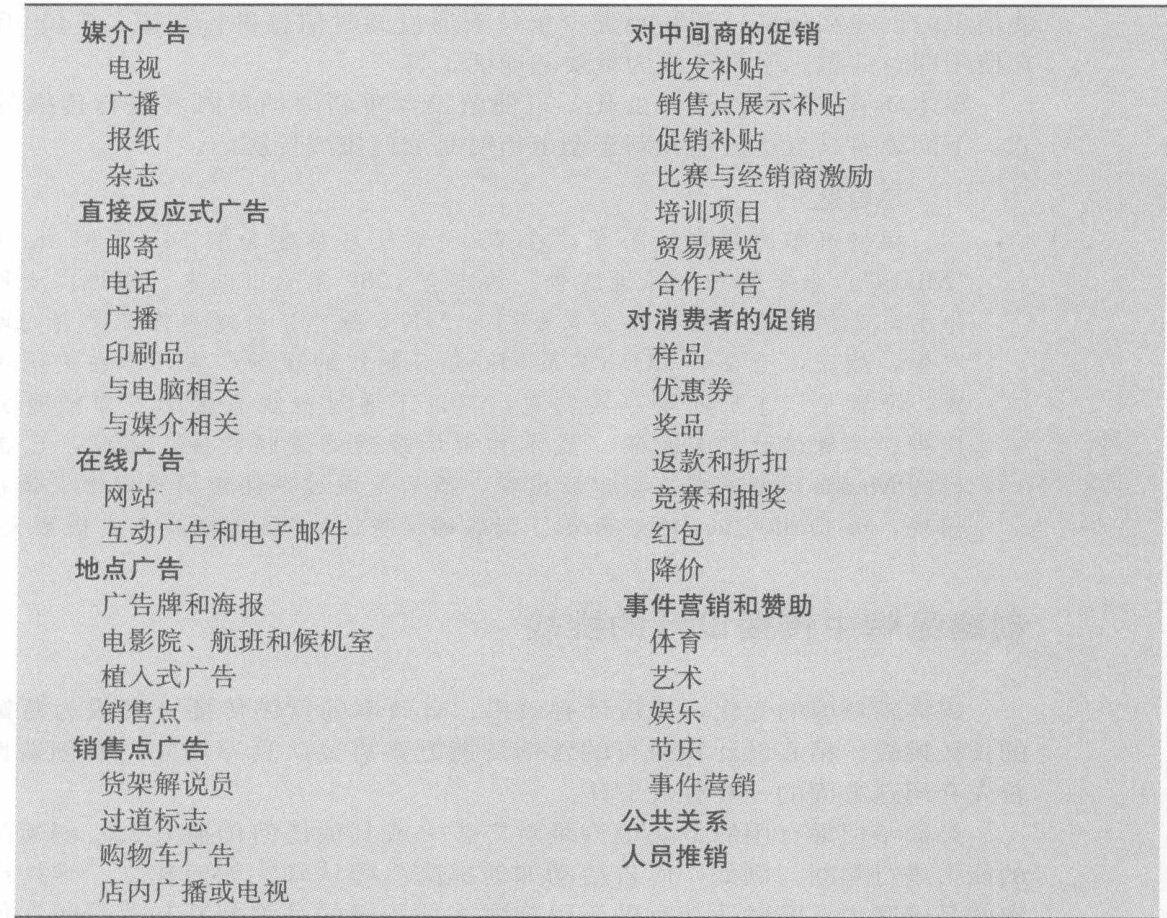 媒介广告
电视
广播
报纸
杂志
直接反应式广告
邮寄
电话
广播
印刷品
与电脑相关
与媒介相关
在线广告
网站
互动广告和电子邮件
地点广告
广告牌和海报
电影院、航班和候机室
植入式广告
销售点
销售点广告
货架解说员
过道标志
购物车广告
店内广播或电视
对中间商的促销
批发补贴
销售点展示补贴
促销补贴
比赛与经销商激励
培训项目
贸易展览
合作广告
对消费者的促销
样品
优惠券
奖品
返款和折扣
竞赛和抽奖
红包
降价
事件营销和赞助
体育
艺术
娱乐
节庆
事件营销
公共关系
人员推销